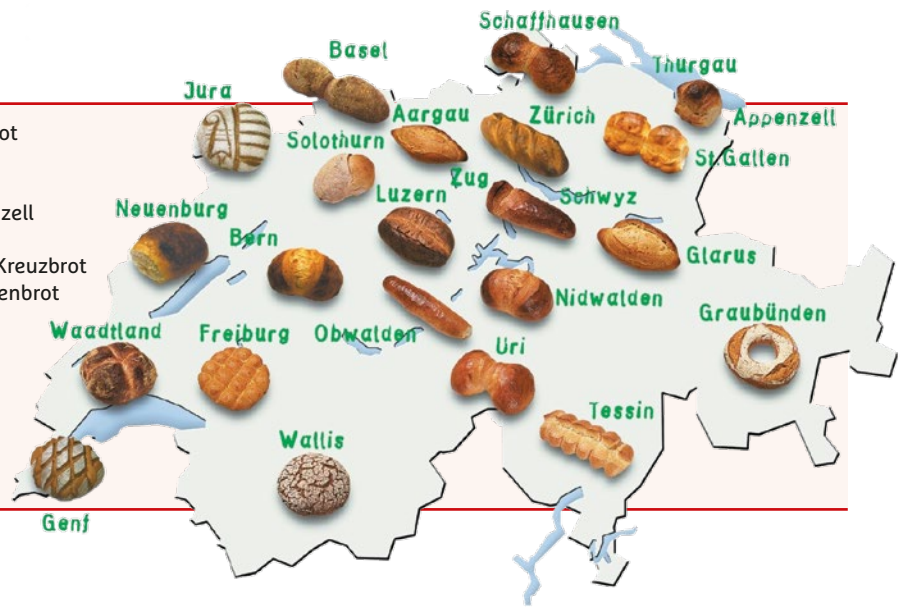 Schaffhausen
Basel
Thurgau
Jura
Aargau
Zürich
Appenzell
ot
Solothurn
St.Gallen
Zug
Luzern
Schwyz
zell
Neuenburg
Bern
Glarus
Kreuzbrot
enbrot
Nidwalden
Graubünden
Waadtland
Freiburg
Obwalden
Uri
Tessin
Wallis
Genf